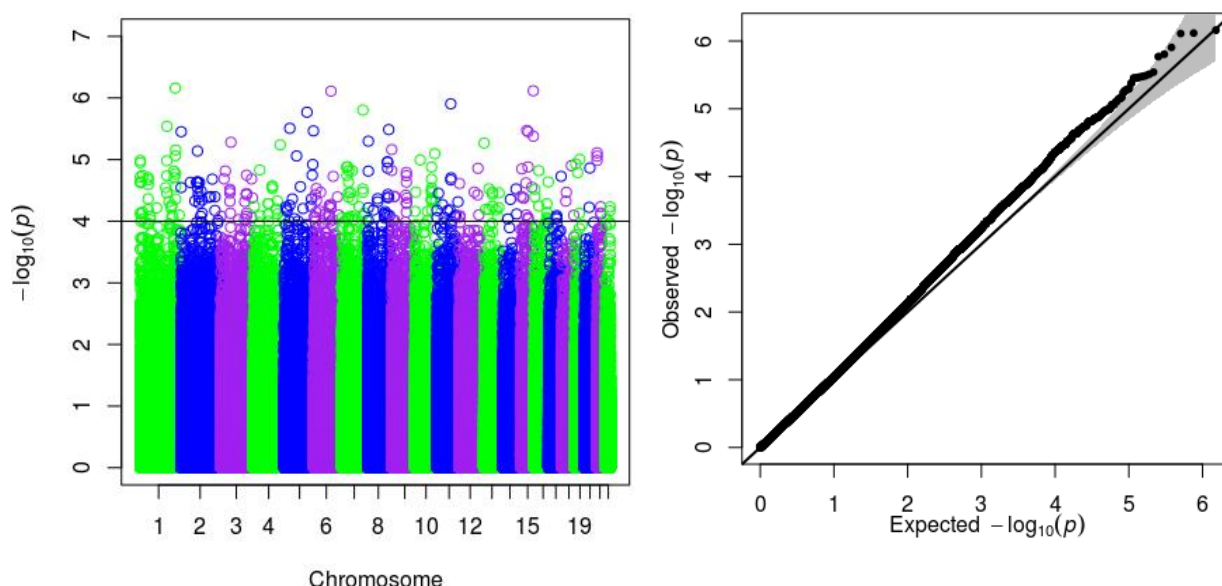 −log₁₀(p)
7
6
5
4
3
2
1
0
1 2 3 4 6 8 10 12 15 19
Chromosome
Observed −log₁₀(p)
6
5
4
3
2
1
0
0 1 2 3 4 5 6
Expected −log₁₀(p)